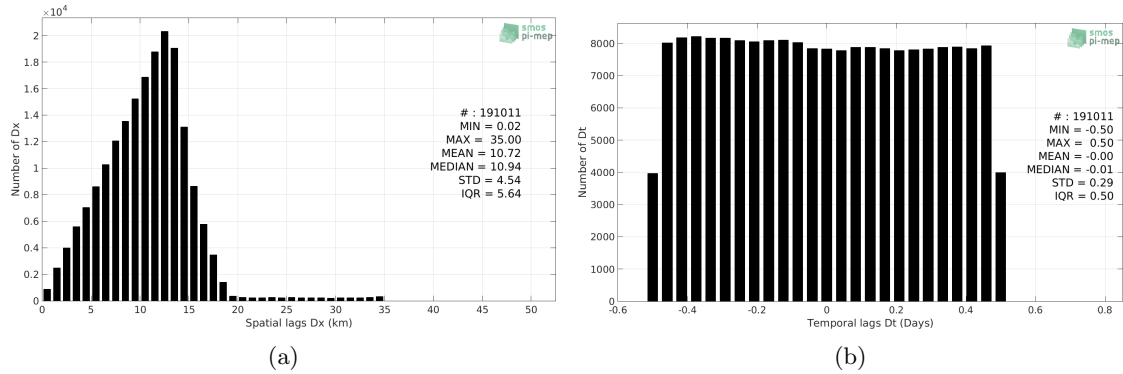 ×10⁴
2
1.8
1.6
1.4
1.2
1
0.8
0.6
0.4
0.2
0
Number of Dx
0 5 10 15 20 25 30 35 40 45 50
Spatial lags Dx (km)
smos
pi-mep
# : 191011
MIN = 0.02
MAX = 35.00
MEAN = 10.72
MEDIAN = 10.94
STD = 4.54
IQR = 5.64
(a)
8000
7000
6000
5000
4000
3000
2000
1000
0
Number of Dt
-0.6 -0.4 -0.2 0 0.2 0.4 0.6 0.8
Temporal lags Dt (Days)
smos
pi-mep
# : 191011
MIN = -0.50
MAX = 0.50
MEAN = -0.00
MEDIAN = -0.01
STD = 0.29
IQR = 0.50
(b)